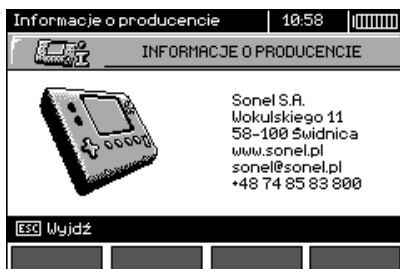 Informacje o producencie 10:58
INFORMACJE O PRODUCENCIE
Sonel S.A.
Wokulskiego 11
58-100 Świdnica
www.sonel.pl
sonel@sonel.pl
+48 74 85 83 800
ESC Wyjdź